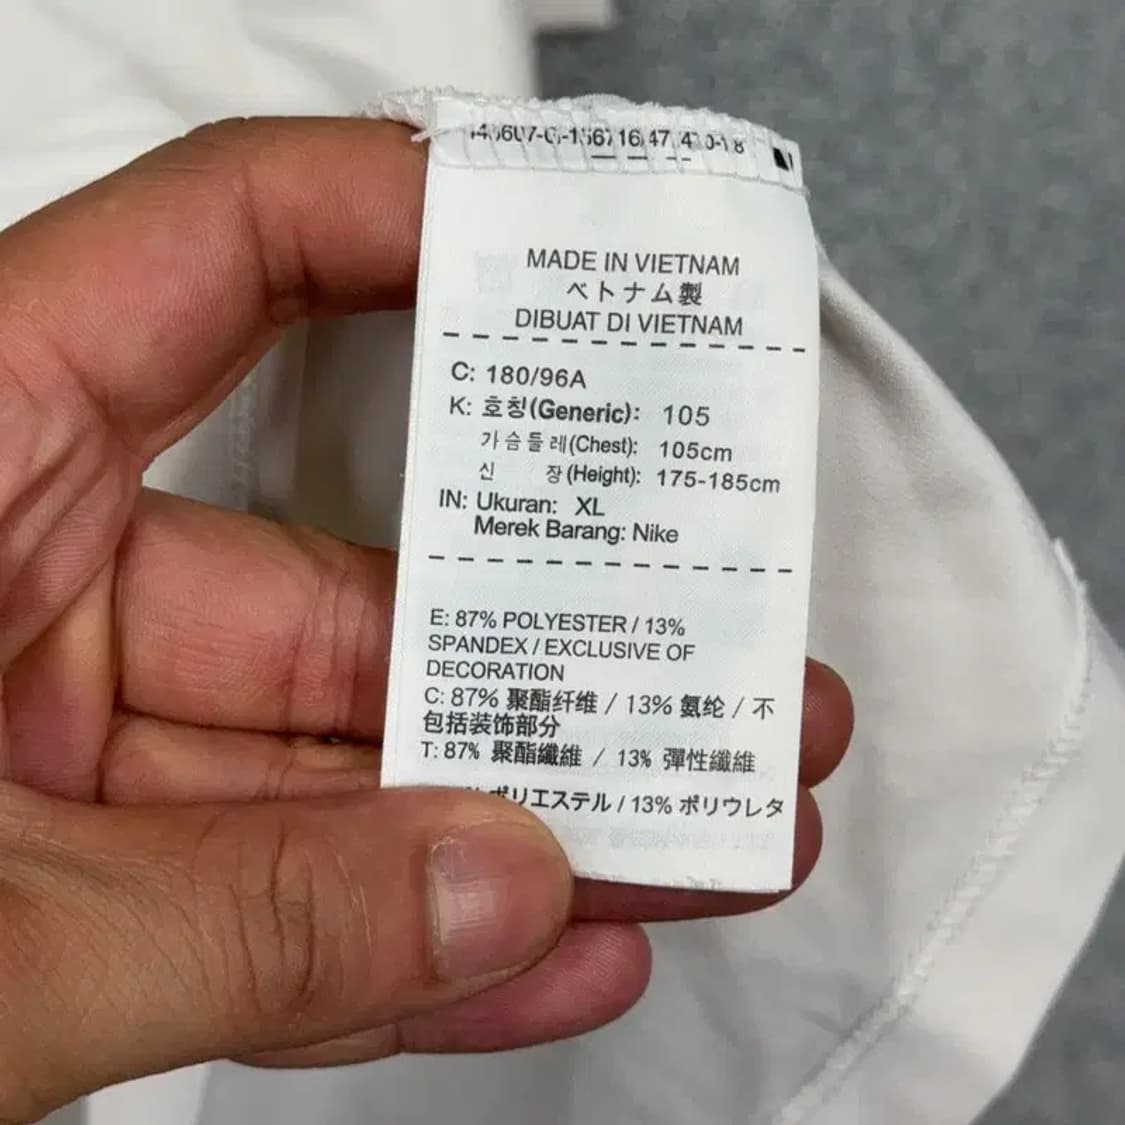 MADE IN VIETNAM
ベトナム製
DIBUAT DI VIETNAM
C: 180/96A
K: 호칭(Generic): 105
가슴둘레(Chest): 105cm
신 장(Height): 175-185cm
IN: Ukuran: XL
Merek Barang: Nike
E: 87% POLYESTER / 13%
SPANDEX / EXCLUSIVE OF
DECORATION
C: 87% 聚酯纤维 / 13% 氨纶 / 不
包括装饰部分
T: 87% 聚酯纖維 / 13% 彈性纖維
ポリエステル / 13% ポリウレタ